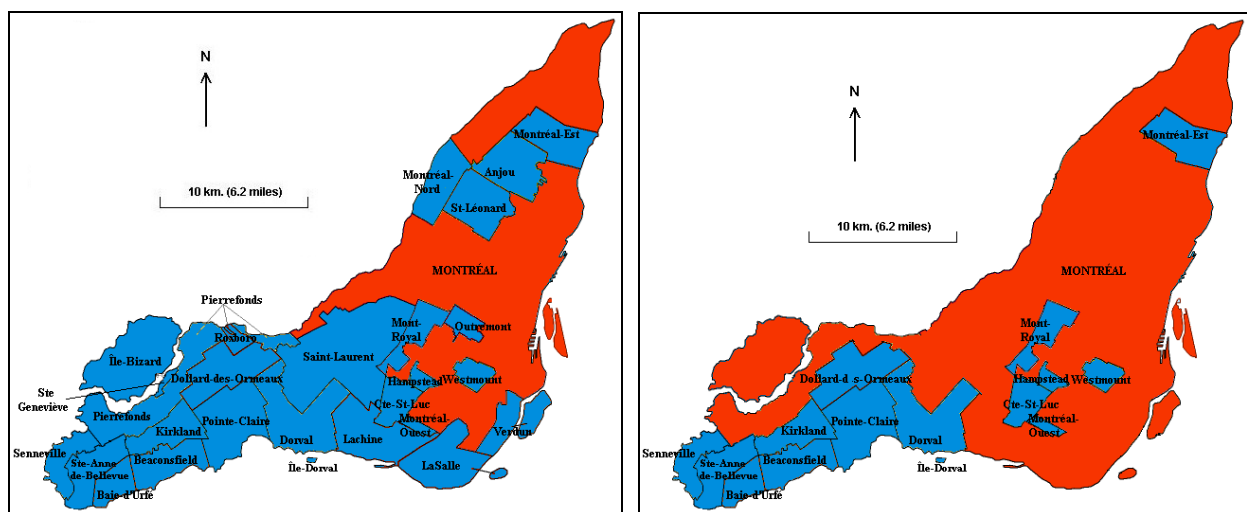 N
10 km. (6.2 miles)
Montréal-Est
Anjou
Montréal-
Nord
St-Léonard
MONTRÉAL
Pierrefonds
Roxboro
Mont-
Royal
Outremont
Saint-Laurent
Île-Bizard
Dollard-des-Ormeaux
Hampstead
Westmount
Ste
Geneviève
Pierrefonds
Pointe-Claire
Cte-St-Luc
Montréal-
Ouest
Verdun
Kirkland
Dorval
Lachine
Senneville
Ste-Anne
de-Bellevue
Beaconsfield
Île-Dorval
LaSalle
Baie-d'Urfé
N
10 km. (6.2 miles)
Montréal-Est
MONTRÉAL
Mont-
Royal
Dollard-d s-Ormeaux
Hampstead
Westmount
Cte-St-Luc
Montréal-
Ouest
Pointe-Claire
Kirkland
Dorval
Senneville
Ste-Anne
de-Bellevue
Beaconsfield
Île-Dorval
Baie-d'Urfé